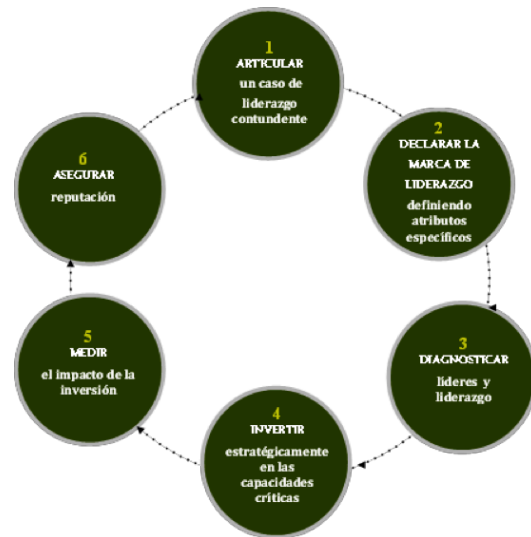 1
ARTICULAR
un caso de
liderazgo
contundente
2
DECLARAR LA
MARCA DE
LIDERAZGO
definiendo
atributos
específicos
3
DIAGNOSTICAR
líderes y
liderazgo
4
INVERTIR
estratégicamente
en las
capacidades
críticas
5
MEDIR
el impacto de la
inversión
6
ASEGURAR
reputación